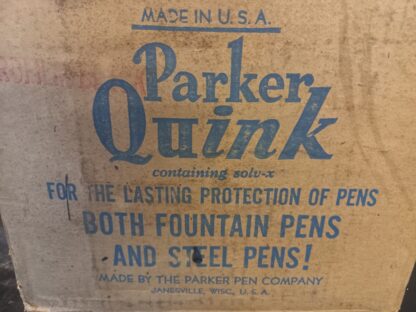 MADE IN U.S.A.
Parker
Quink
containing solv-x
FOR THE LASTING PROTECTION OF PENS
BOTH FOUNTAIN PENS
AND STEEL PENS!
MADE BY THE PARKER PEN COMPANY
JANESVILLE, WISC., U.S.A.